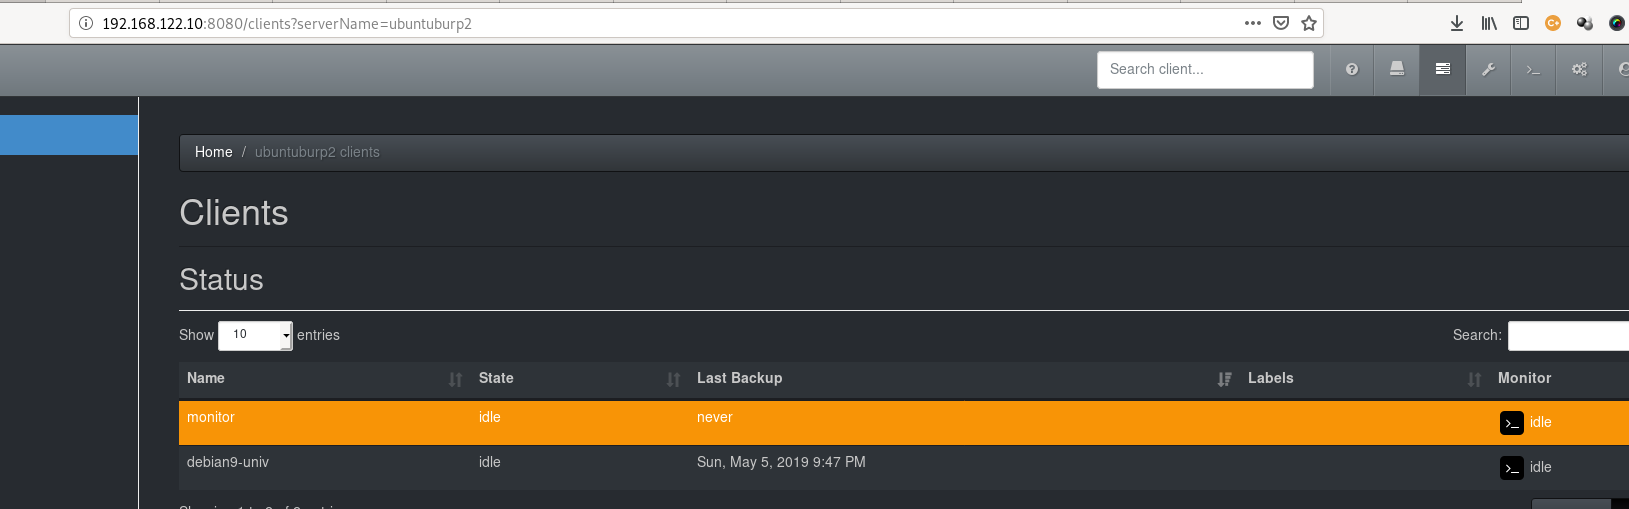 192.168.122.10:8080/clients?serverName=ubuntuburp2
Search client...
Home / ubuntuburp2 clients
Clients
Status
Show 10 entries Search:
Name State Last Backup Labels Monitor
monitor idle never >_ idle
debian9-univ idle Sun, May 5, 2019 9:47 PM >_ idle